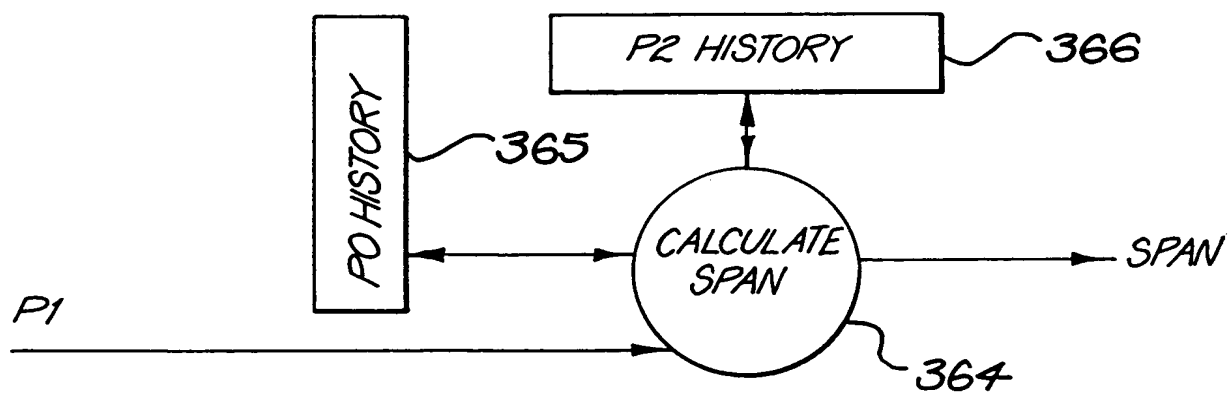 P2 HISTORY
366
PO HISTORY
365
CALCULATE
SPAN
SPAN
P1
364